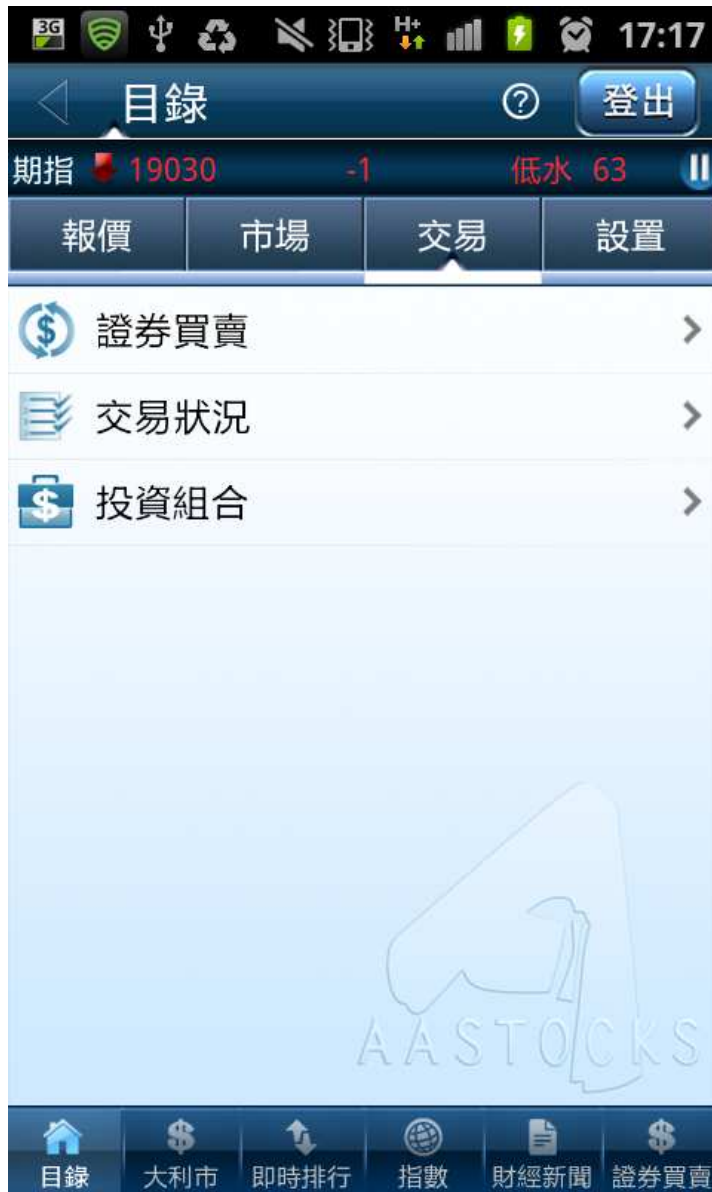 3G H+ 17:17
目錄 ? 登出
期指 19030 -1 低水 63
報價 市場 交易 設置
證券買賣
交易狀況
投資組合
AASTOCKS
目錄 大利市 即時排行 指數 財經新聞 證券買賣